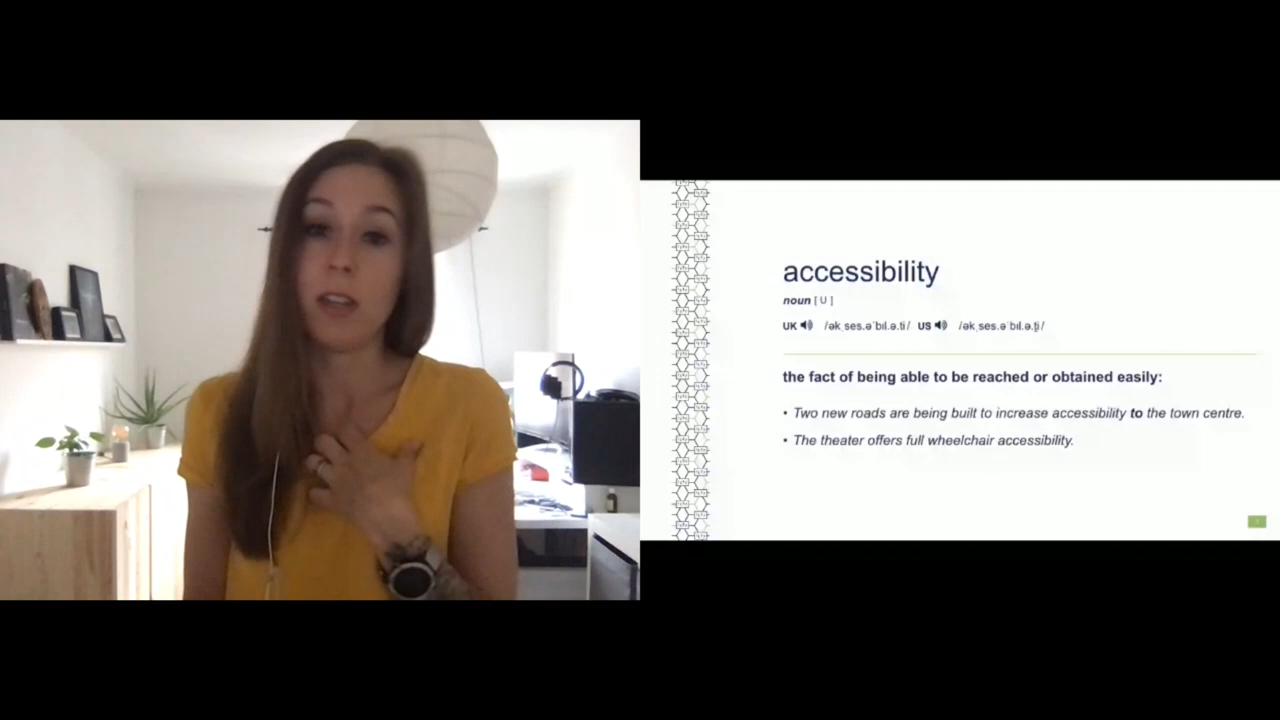 accessibility
noun [ U ]
UK /əkˌses.əˈbɪl.ə.ti/ US /əkˌses.əˈbɪl.ə.t̬i/
the fact of being able to be reached or obtained easily:
• Two new roads are being built to increase accessibility to the town centre.
• The theater offers full wheelchair accessibility.